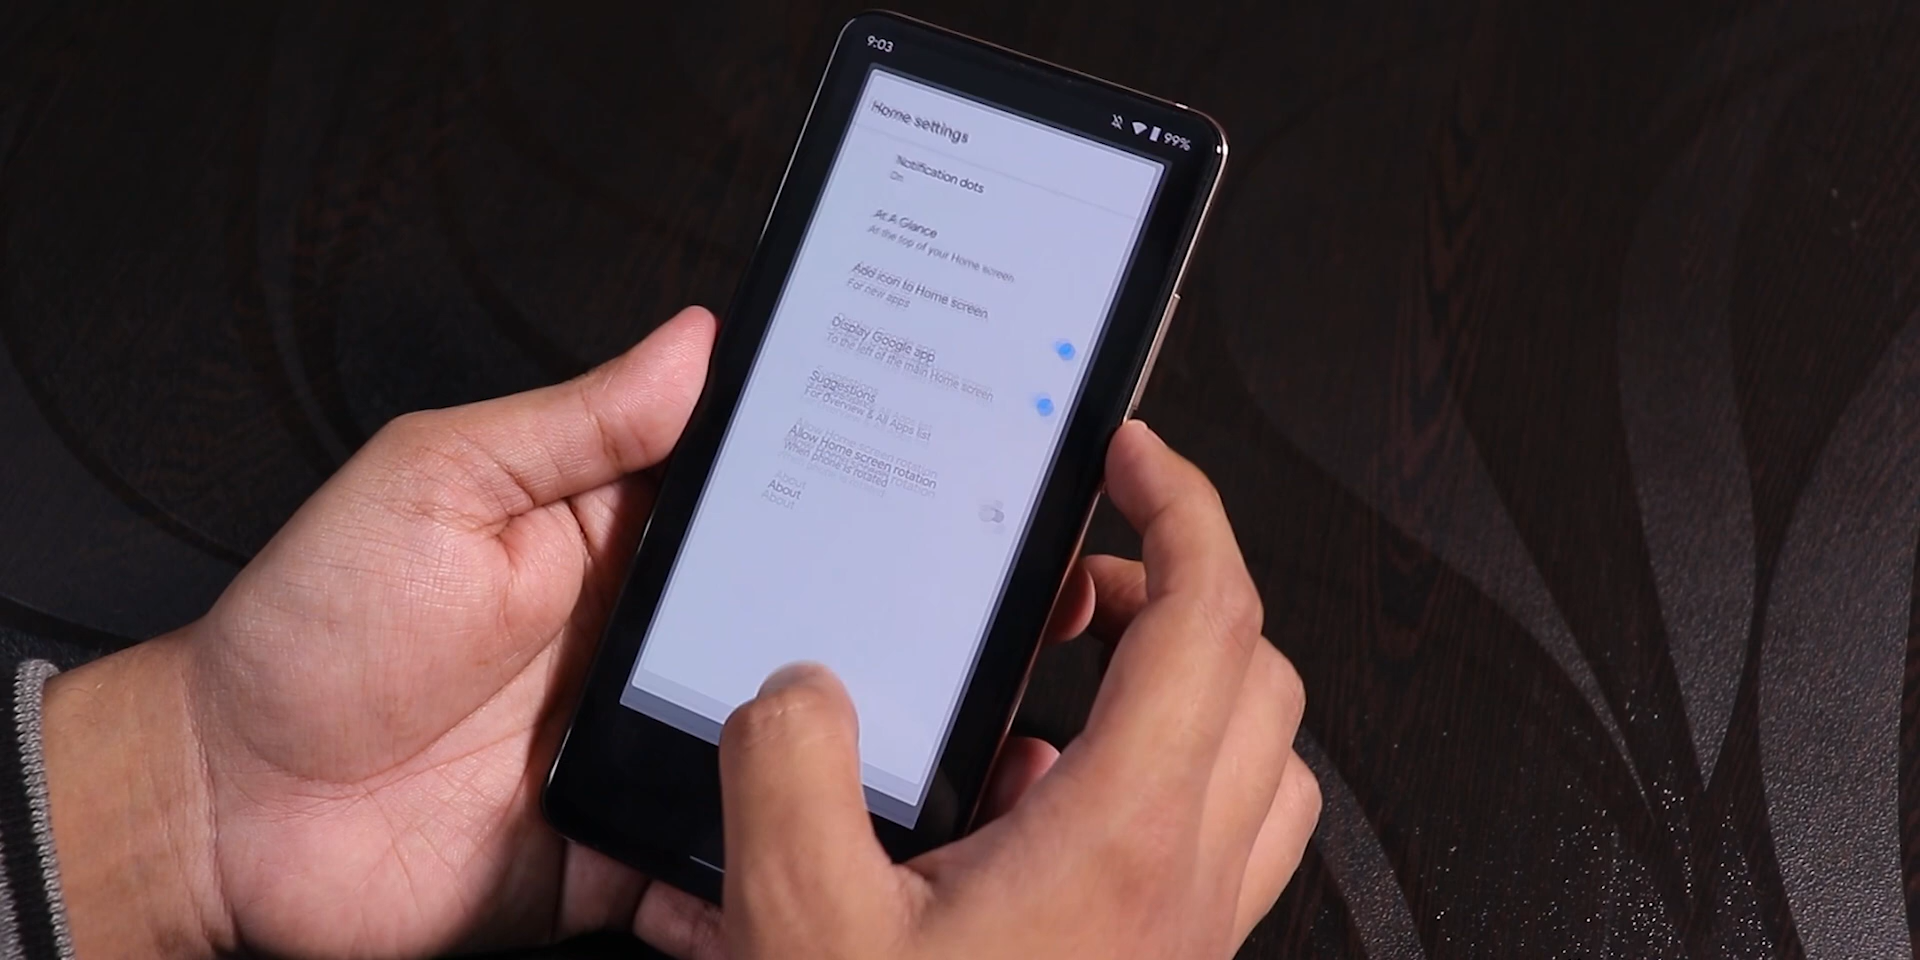 9:03
99%
Home settings
Notification dots
On
At A Glance
At the top of your Home screen
Add icon to Home screen
For new apps
Display Google app
To the left of the main Home screen
Suggestions
For Overview & All Apps list
Allow Home screen rotation
When phone is rotated
About